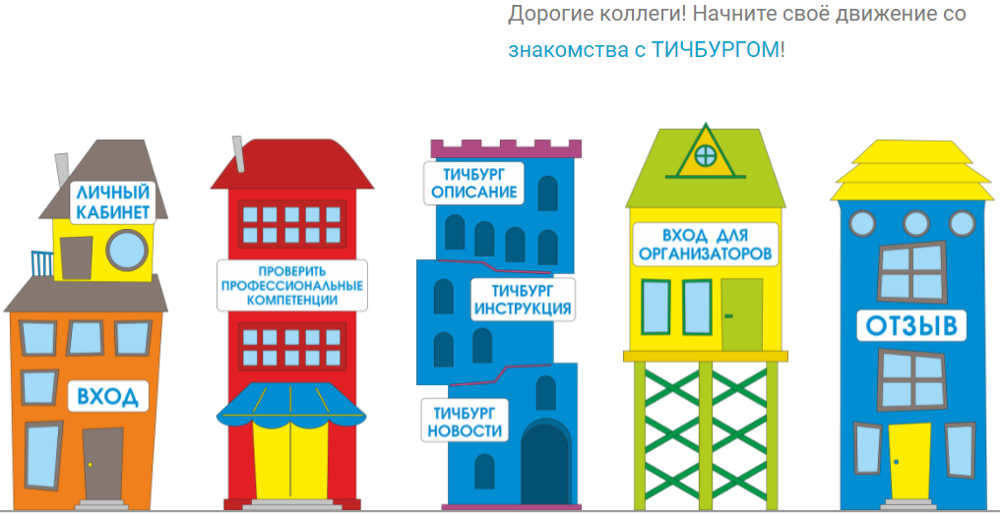 Дорогие коллеги! Начните своё движение со
знакомства с ТИЧБУРГОМ!
ЛИЧНЫЙ
КАБИНЕТ
ВХОД
ПРОВЕРИТЬ
ПРОФЕССИОНАЛЬНЫЕ
КОМПЕТЕНЦИИ
ТИЧБУРГ
ОПИСАНИЕ
ТИЧБУРГ
ИНСТРУКЦИЯ
ТИЧБУРГ
НОВОСТИ
ВХОД ДЛЯ
ОРГАНИЗАТОРОВ
ОТЗЫВ